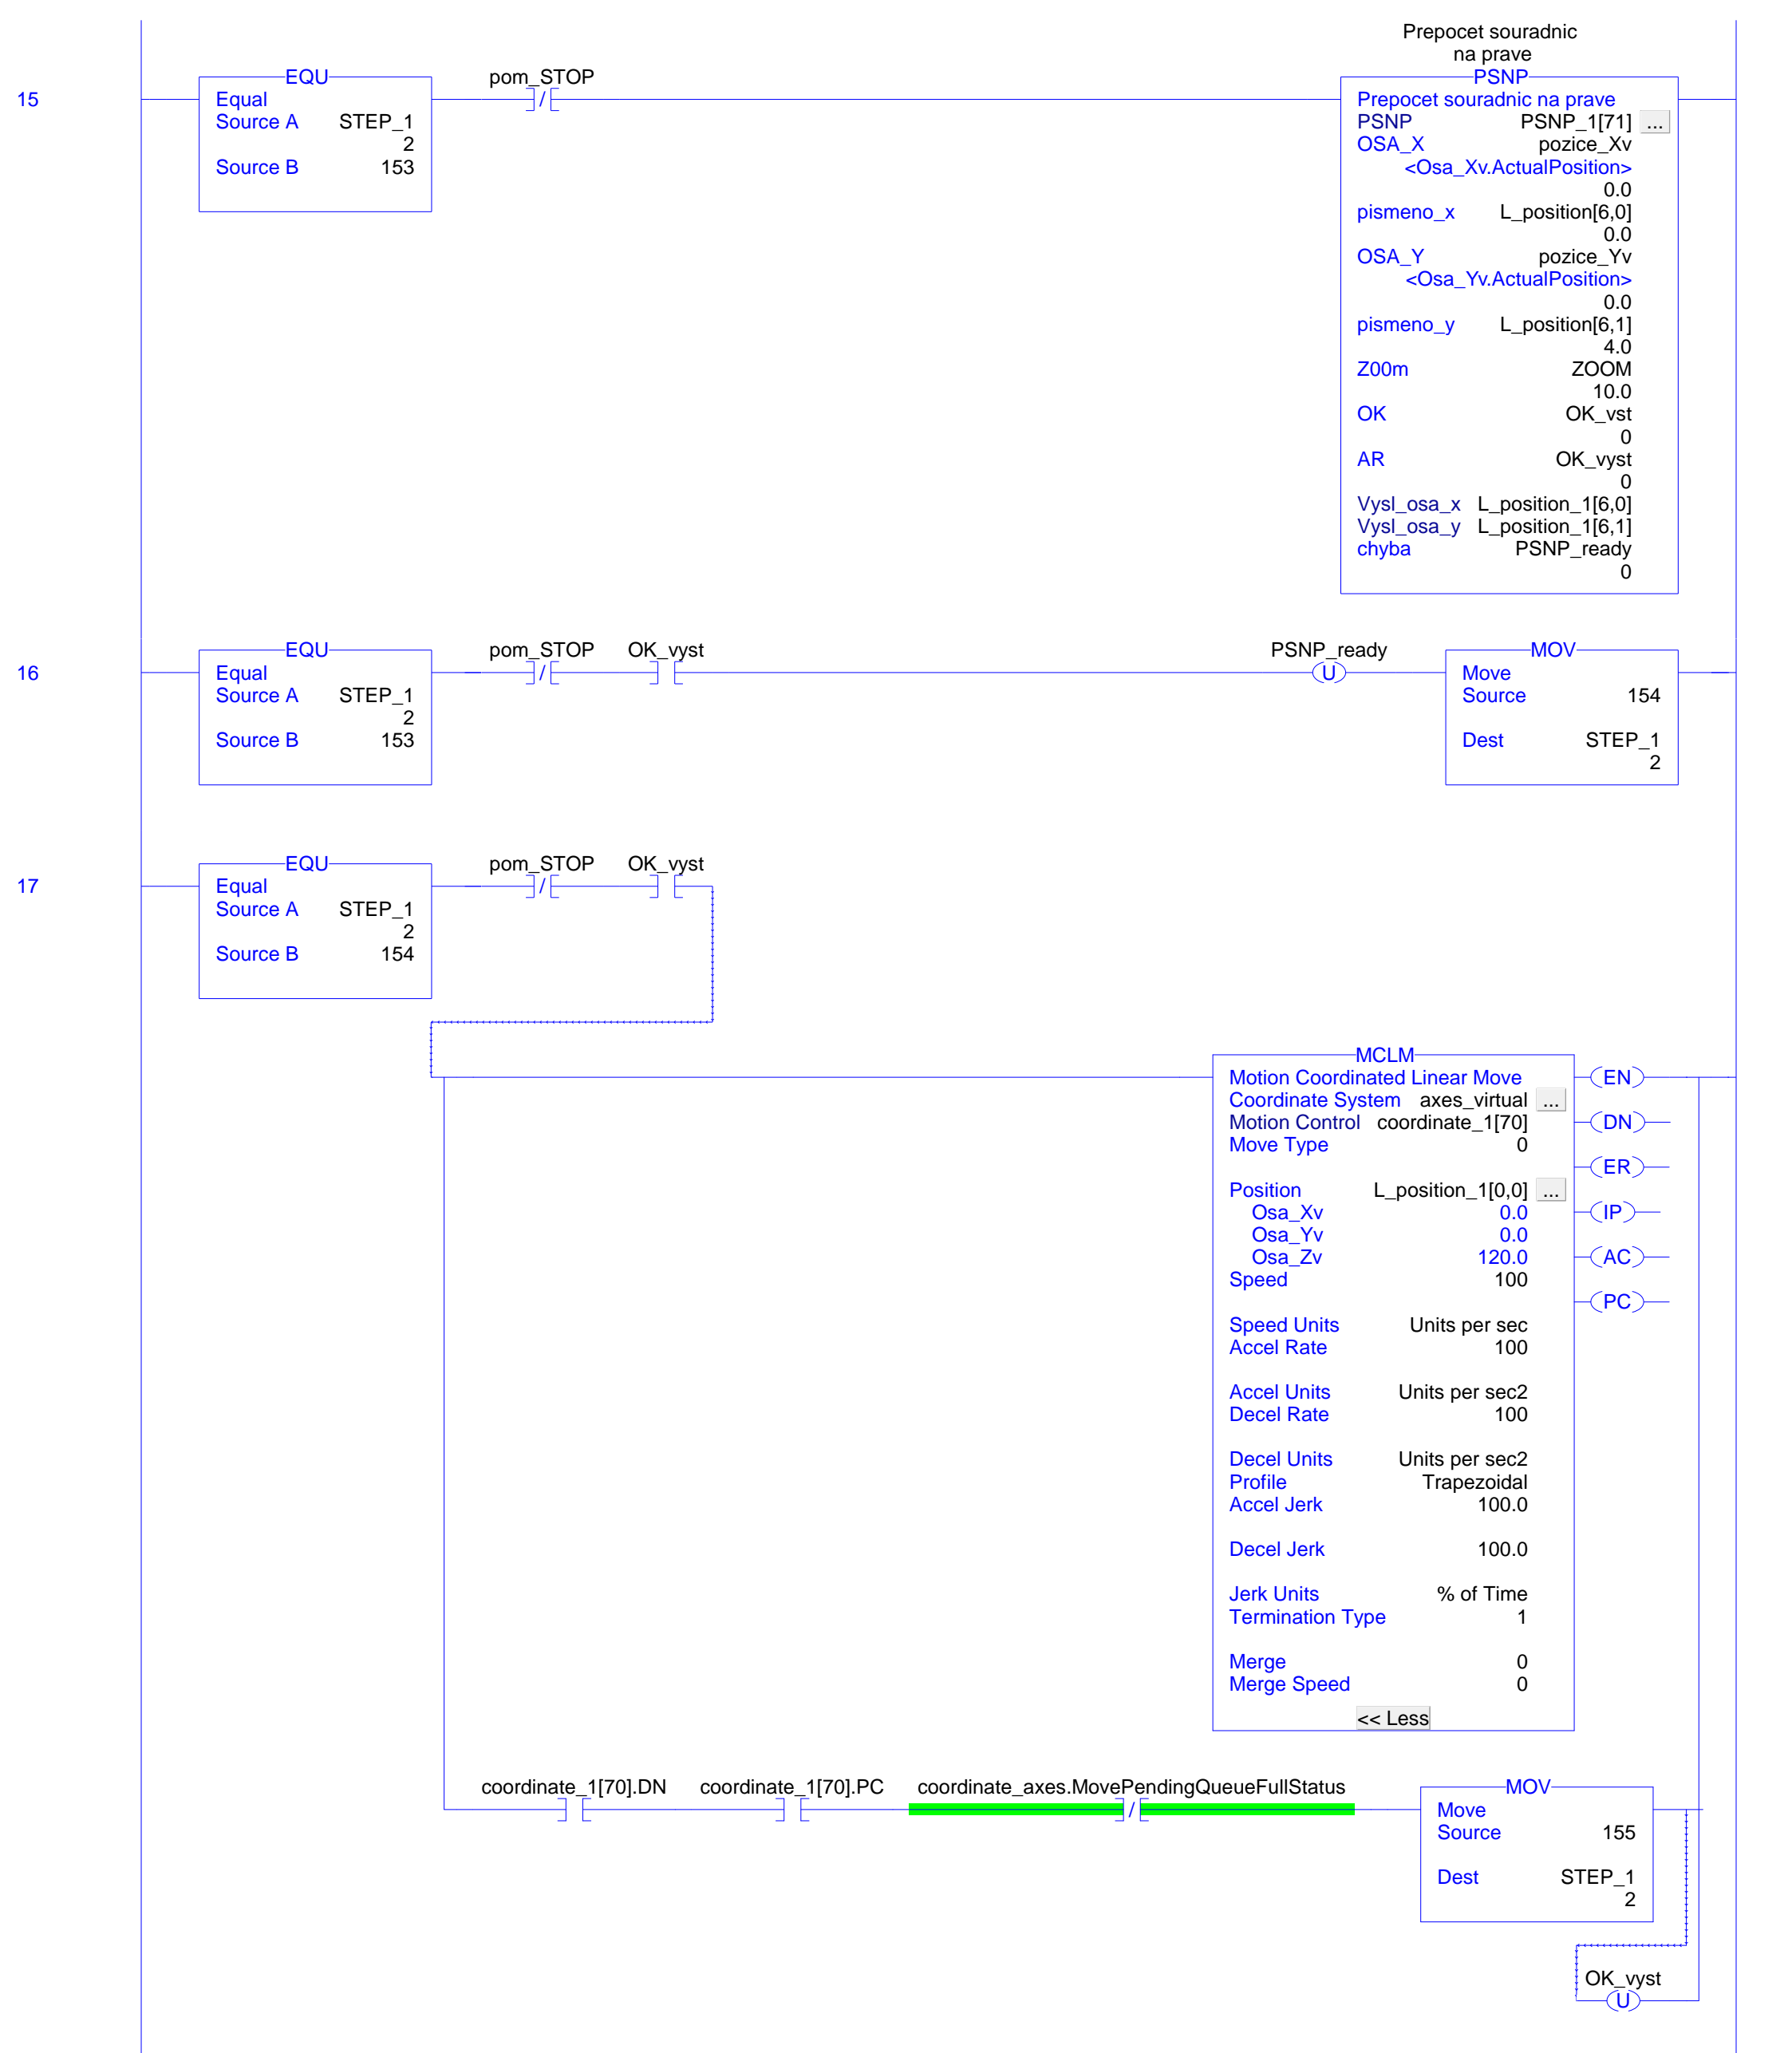 Prepocet souradnic
na prave
15
EQU
Equal
Source A STEP_1
2
Source B 153
pom_STOP
PSNP
Prepocet souradnic na prave
PSNP PSNP_1[71] ...
OSA_X pozice_Xv
<Osa_Xv.ActualPosition>
0.0
pismeno_x L_position[6,0]
0.0
OSA_Y pozice_Yv
<Osa_Yv.ActualPosition>
0.0
pismeno_y L_position[6,1]
4.0
Z00m ZOOM
10.0
OK OK_vst
0
AR OK_vyst
0
Vysl_osa_x L_position_1[6,0]
Vysl_osa_y L_position_1[6,1]
chyba PSNP_ready
0
16
EQU
Equal
Source A STEP_1
2
Source B 153
pom_STOP OK_vyst
PSNP_ready
U
MOV
Move
Source 154
Dest STEP_1
2
17
EQU
Equal
Source A STEP_1
2
Source B 154
pom_STOP OK_vyst
MCLM
Motion Coordinated Linear Move
Coordinate System axes_virtual ...
Motion Control coordinate_1[70]
Move Type 0
Position L_position_1[0,0] ...
Osa_Xv 0.0
Osa_Yv 0.0
Osa_Zv 120.0
Speed 100
Speed Units Units per sec
Accel Rate 100
Accel Units Units per sec2
Decel Rate 100
Decel Units Units per sec2
Profile Trapezoidal
Accel Jerk 100.0
Decel Jerk 100.0
Jerk Units % of Time
Termination Type 1
Merge 0
Merge Speed 0
<< Less
EN
DN
ER
IP
AC
PC
coordinate_1[70].DN coordinate_1[70].PC coordinate_axes.MovePendingQueueFullStatus
MOV
Move
Source 155
Dest STEP_1
2
OK_vyst
U